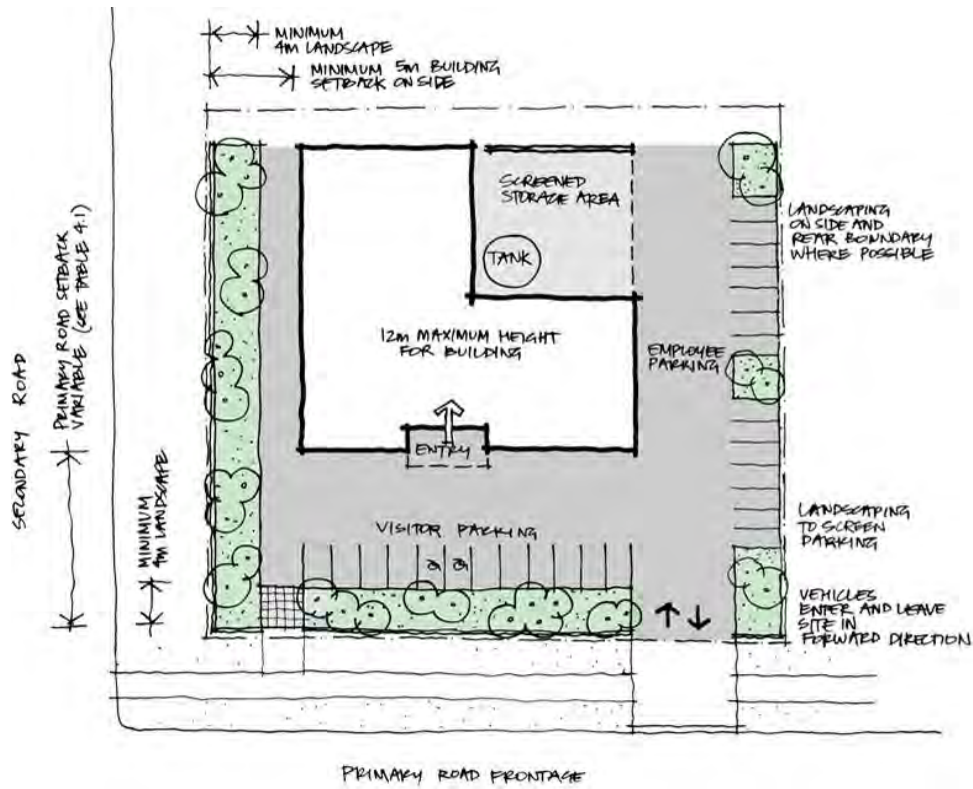 MINIMUM
4M LANDSCAPE
MINIMUM 5M BUILDING
SETBACK ON SIDE
SCREENED
STORAGE AREA
TANK
LANDSCAPING
ON SIDE AND
REAR BOUNDARY
WHERE POSSIBLE
12M MAXIMUM HEIGHT
FOR BUILDING
EMPLOYEE
PARKING
ENTRY
VISITOR PARKING
LANDSCAPING
TO SCREEN
PARKING
VEHICLES
ENTER AND LEAVE
SITE IN
FORWARD DIRECTION
SECONDARY ROAD
PRIMARY ROAD SETBACK
VARIABLE (SEE TABLE 4.1)
MINIMUM
4M LANDSCAPE
PRIMARY ROAD FRONTAGE